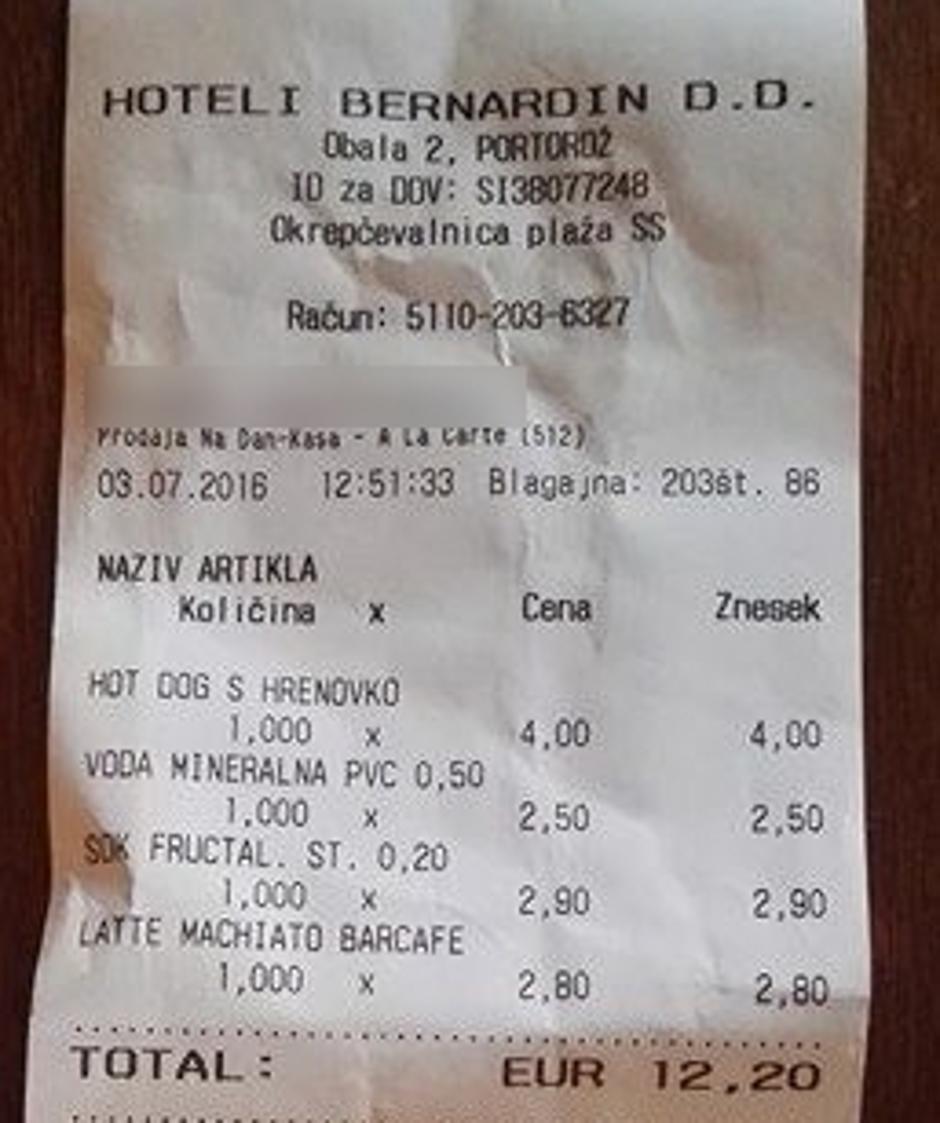 HOTELI BERNARDIN D.D.
Obala 2, PORTOROŽ
ID za DDV: SI38077248
Okrepčevalnica plaža SS
Račun: 5110-203-6327
Prodaja Na Dan-Kasa - A La Carte (512)
03.07.2016 12:51:33 Blagajna: 203št. 86
NAZIV ARTIKLA
Količina x Cena Znesek
HOT DOG S HRENOVKO
1,000 x 4,00 4,00
VODA MINERALNA PVC 0,50
1,000 x 2,50 2,50
SOK FRUCTAL. ST. 0,20
1,000 x 2,90 2,90
LATTE MACHIATO BARCAFE
1,000 x 2,80 2,80
TOTAL: EUR 12,20